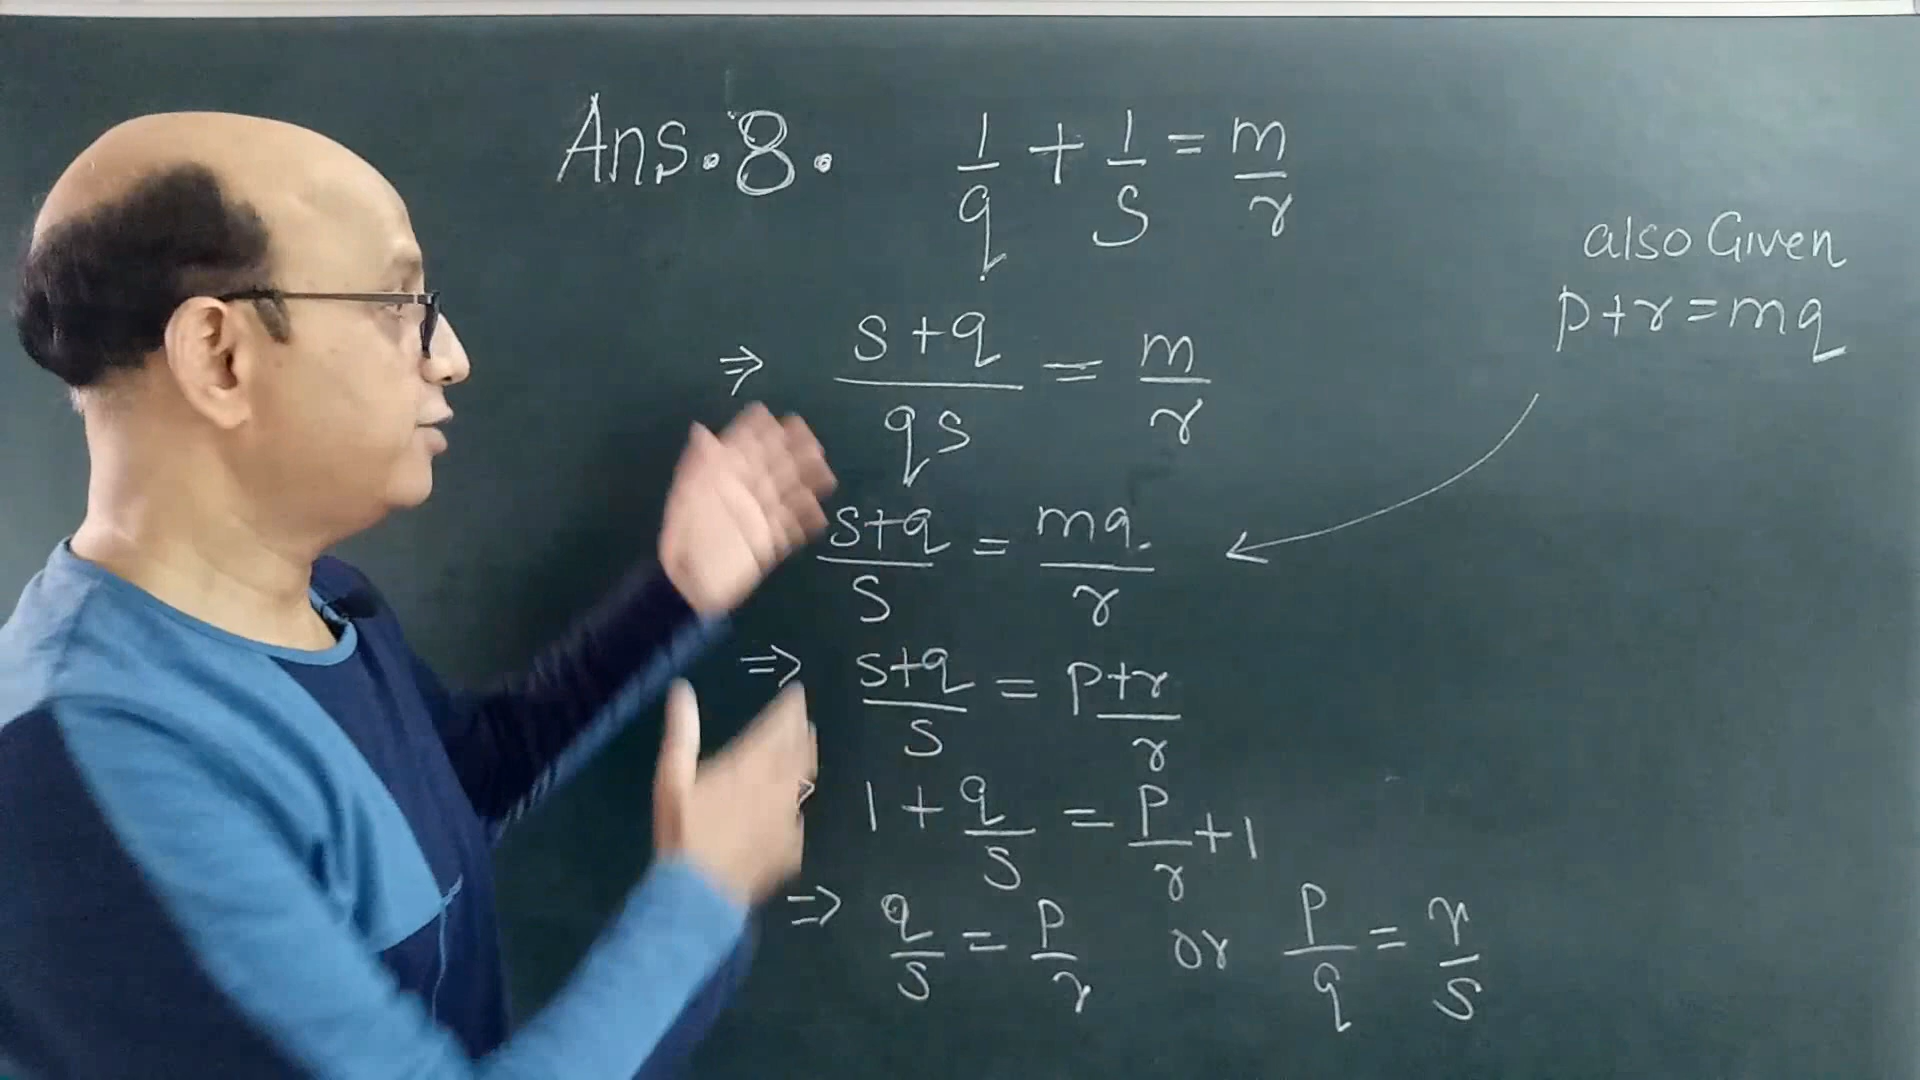 Ans.8. 1/q + 1/s = m/r
also Given
p+r=mq
⇒ s+q/qs = m/r
s+q/s = mq/r
⇒ s+q/s = p+r/r
⇒ 1+q/s = p/r+1
⇒ q/s = p/r or p/q = r/s